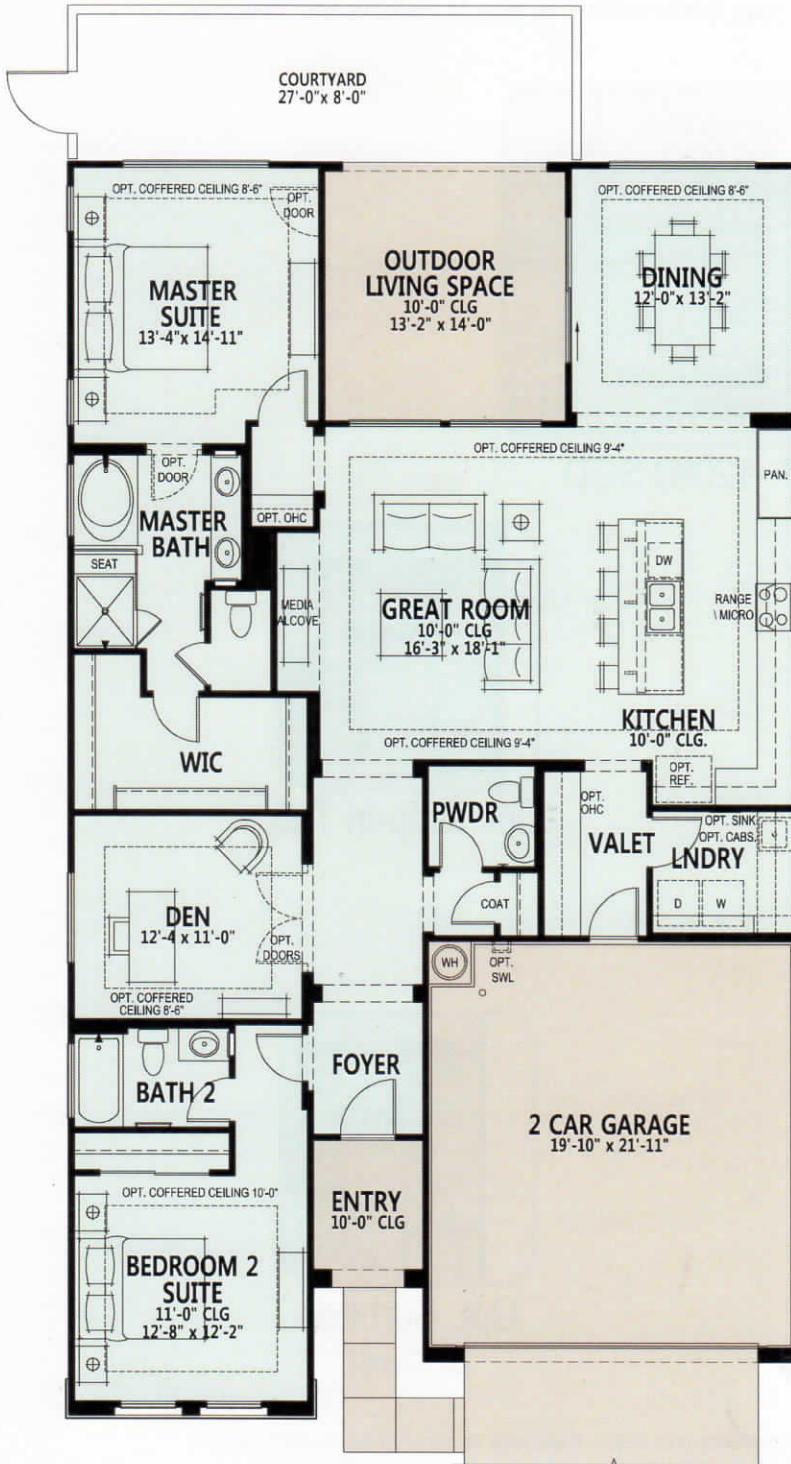 COURTYARD
27'-0"x 8'-0"
OPT. COFFERED CEILING 8'-6"
OPT.
DOOR
MASTER
SUITE
13'-4"x 14'-11"
OUTDOOR
LIVING SPACE
10'-0" CLG
13'-2" x 14'-0"
OPT. COFFERED CEILING 8'-6"
DINING
12'-0"x 13'-2"
OPT.
DOOR
MASTER
BATH
SEAT
OPT. OHC
OPT. COFFERED CEILING 9'-4"
PAN.
DW
MEDIA
ALCOVE
GREAT ROOM
10'-0" CLG
16'-3" x 18'-1"
RANGE
\ MICRO
KITCHEN
10'-0" CLG.
OPT. COFFERED CEILING 9'-4"
OPT.
REF.
WIC
PWDR
OPT.
OHC
VALET
OPT. SINK
OPT. CABS.
LNDRY
D
W
COAT
DEN
12'-4 x 11'-0"
OPT.
DOORS
OPT. COFFERED
CEILING 8'-6"
WH
OPT.
SWL
FOYER
BATH 2
2 CAR GARAGE
19'-10" x 21'-11"
ENTRY
10'-0" CLG
OPT. COFFERED CEILING 10'-0"
BEDROOM 2
SUITE
11'-0" CLG
12'-8" x 12'-2"